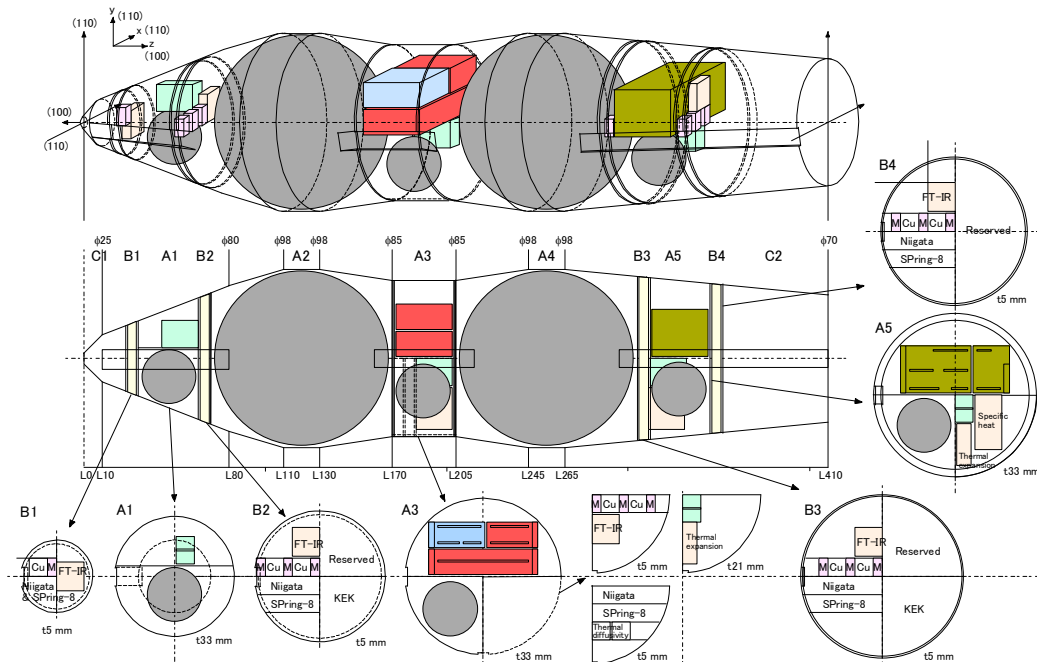 y (110)
x (110)
z
(100)
(110)
(100)
(110)
B4
FT-IR
M Cu M Cu M
Niigata
Reserved
SPring-8
t5 mm
φ25 φ80 φ98 φ98 φ85 φ85 φ98 φ98 φ70
C1 B1 A1 B2 A2 A3 A4 B3 A5 B4 C2
A5
Specific
heat
Thermal
expansion
t33 mm
L0 L10 L80 L110 L130 L170 L205 L245 L265 L410
B1
Cu M
FT-IR
Niigata
& SPring-8
t5 mm
A1
t33 mm
B2
FT-IR
Reserved
M Cu Cu M
Niigata
SPring-8
KEK
t5 mm
A3
t33 mm
M Cu M Cu M
FT-IR
t5 mm
Thermal
expansion
t21 mm
Niigata
SPring-8
Thermal
diffusivity
t5 mm
B3
FT-IR
Reserved
M Cu M Cu M
Niigata
SPring-8
KEK
t5 mm